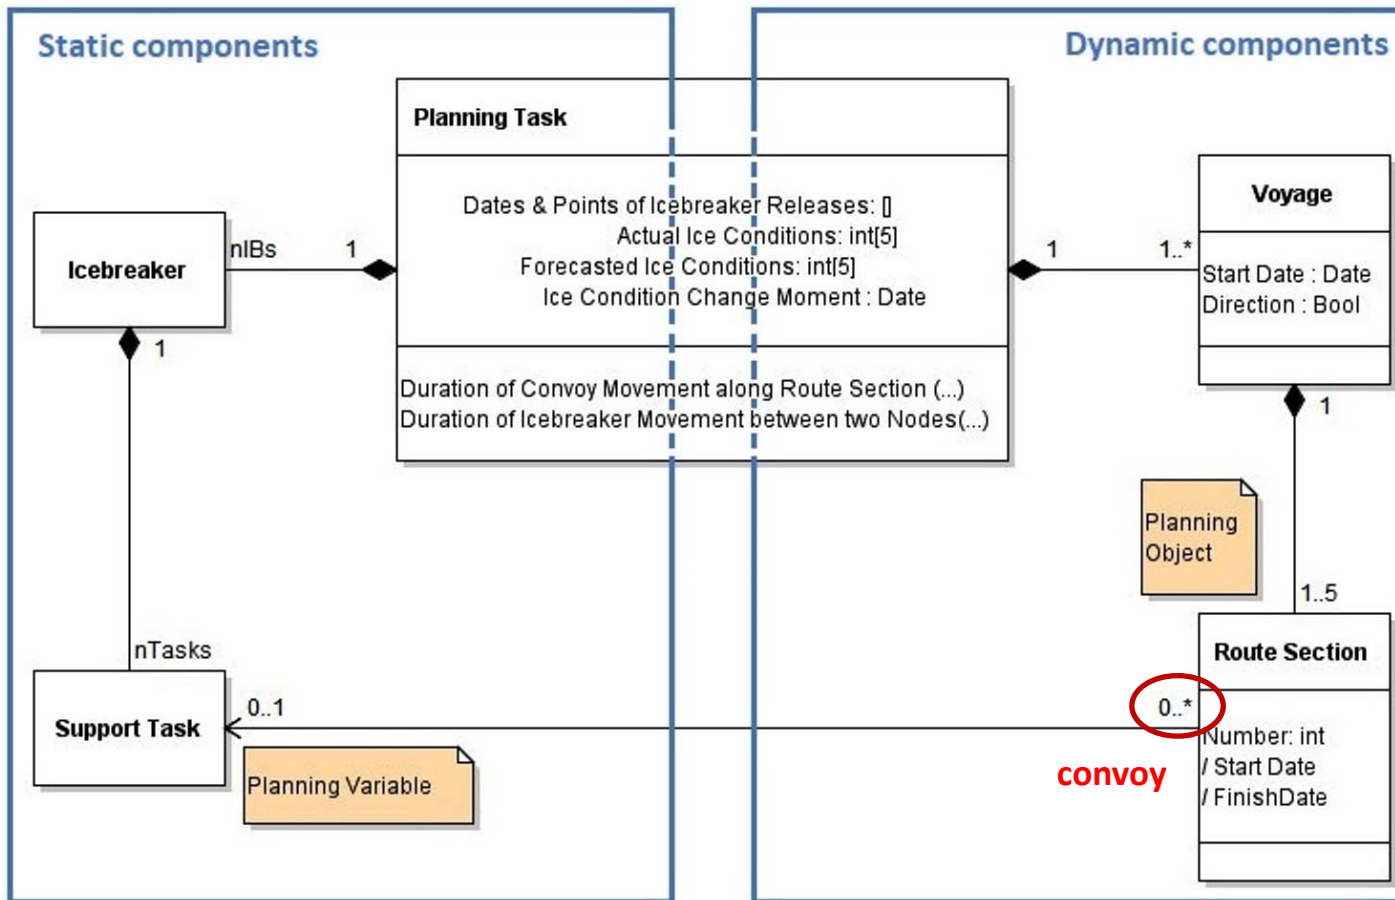 Static components
Dynamic components
Planning Task
Dates & Points of Icebreaker Releases: []
Actual Ice Conditions: int[5]
Forecasted Ice Conditions: int[5]
Ice Condition Change Moment : Date
Duration of Convoy Movement along Route Section (...)
Duration of Icebreaker Movement between two Nodes(...)
Icebreaker
nIBs
1
1
1..*
Voyage
Start Date : Date
Direction : Bool
1
1
Planning
Object
1..5
nTasks
Support Task
0..1
Planning Variable
0..*
convoy
Route Section
Number: int
/ Start Date
/ FinishDate